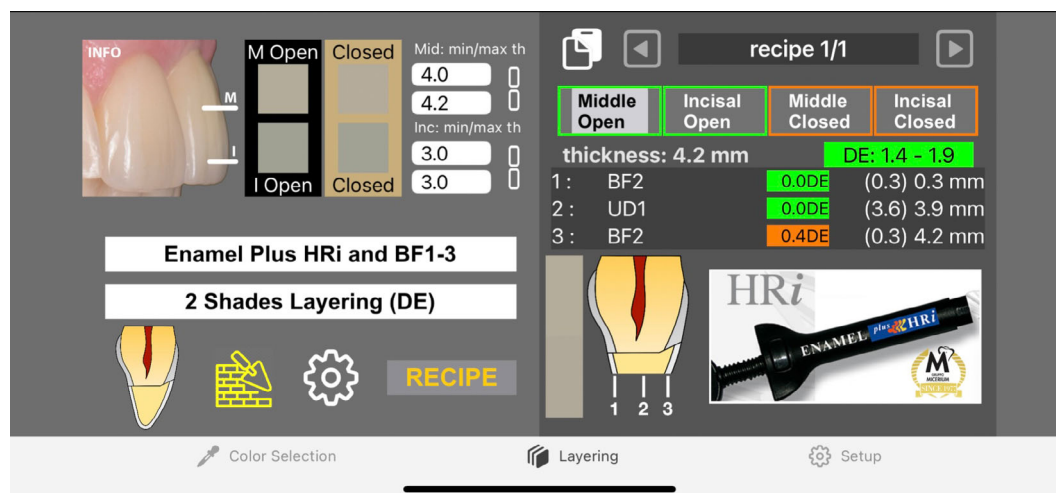 INFO
M Open Closed
M
I
I Open Closed
Mid: min/max th
4.0
4.2
Inc: min/max th
3.0
3.0
Enamel Plus HRi and BF1-3
2 Shades Layering (DE)
RECIPE
recipe 1/1
Middle Open
Incisal Open
Middle Closed
Incisal Closed
thickness: 4.2 mm DE: 1.4 - 1.9
1 : BF2 0.0DE (0.3) 0.3 mm
2 : UD1 0.0DE (3.6) 3.9 mm
3 : BF2 0.4DE (0.3) 4.2 mm
1 2 3
HRi
ENAMEL plus HRi
M
GRUPPO
MICERIUM
SINCE 1973
Color Selection Layering Setup